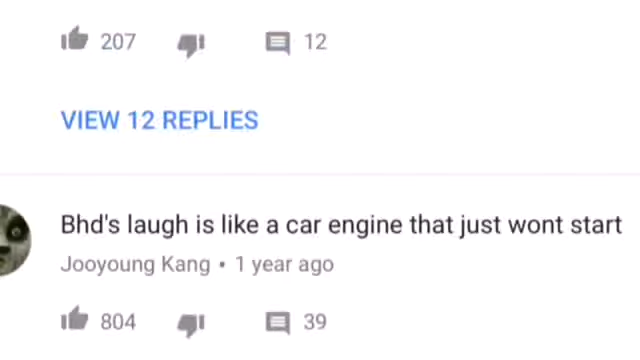 207 12
VIEW 12 REPLIES
Bhd's laugh is like a car engine that just wont start
Jooyoung Kang • 1 year ago
804 39